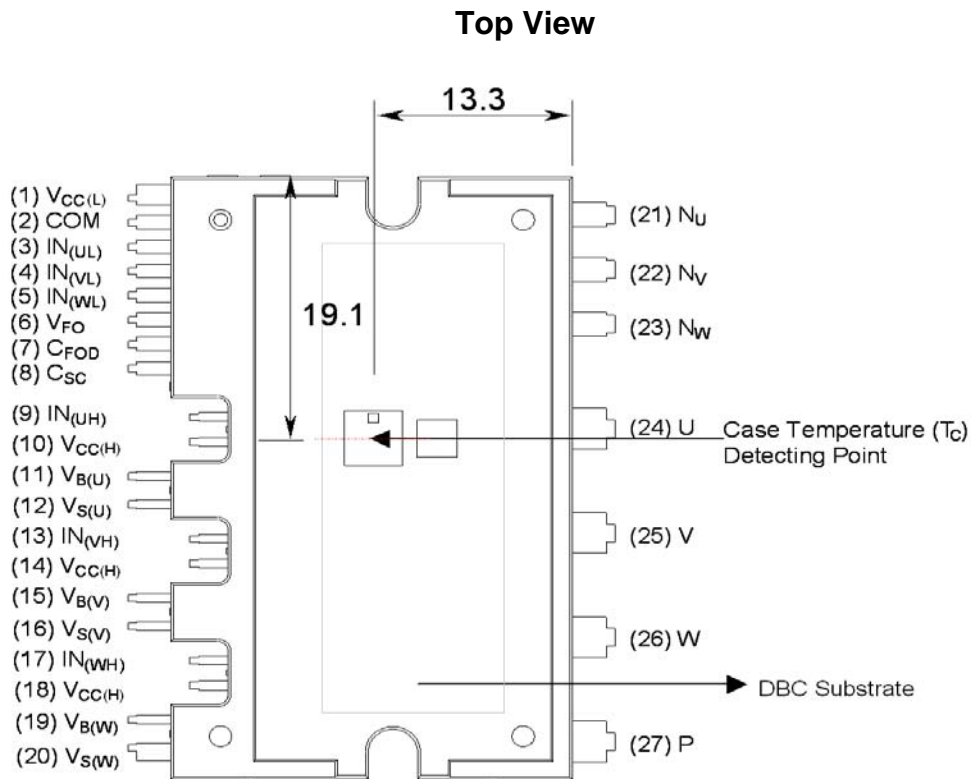 Top View
13.3
(1) VCC(L)
(2) COM
(3) IN(UL)
(4) IN(VL)
(5) IN(WL)
(6) VFO
(7) CFOD
(8) CSC
(9) IN(UH)
(10) VCC(H)
(11) VB(U)
(12) VS(U)
(13) IN(VH)
(14) VCC(H)
(15) VB(V)
(16) VS(V)
(17) IN(WH)
(18) VCC(H)
(19) VB(W)
(20) VS(W)
19.1
(21) NU
(22) NV
(23) NW
(24) U
(25) V
(26) W
(27) P
Case Temperature (TC)
Detecting Point
DBC Substrate